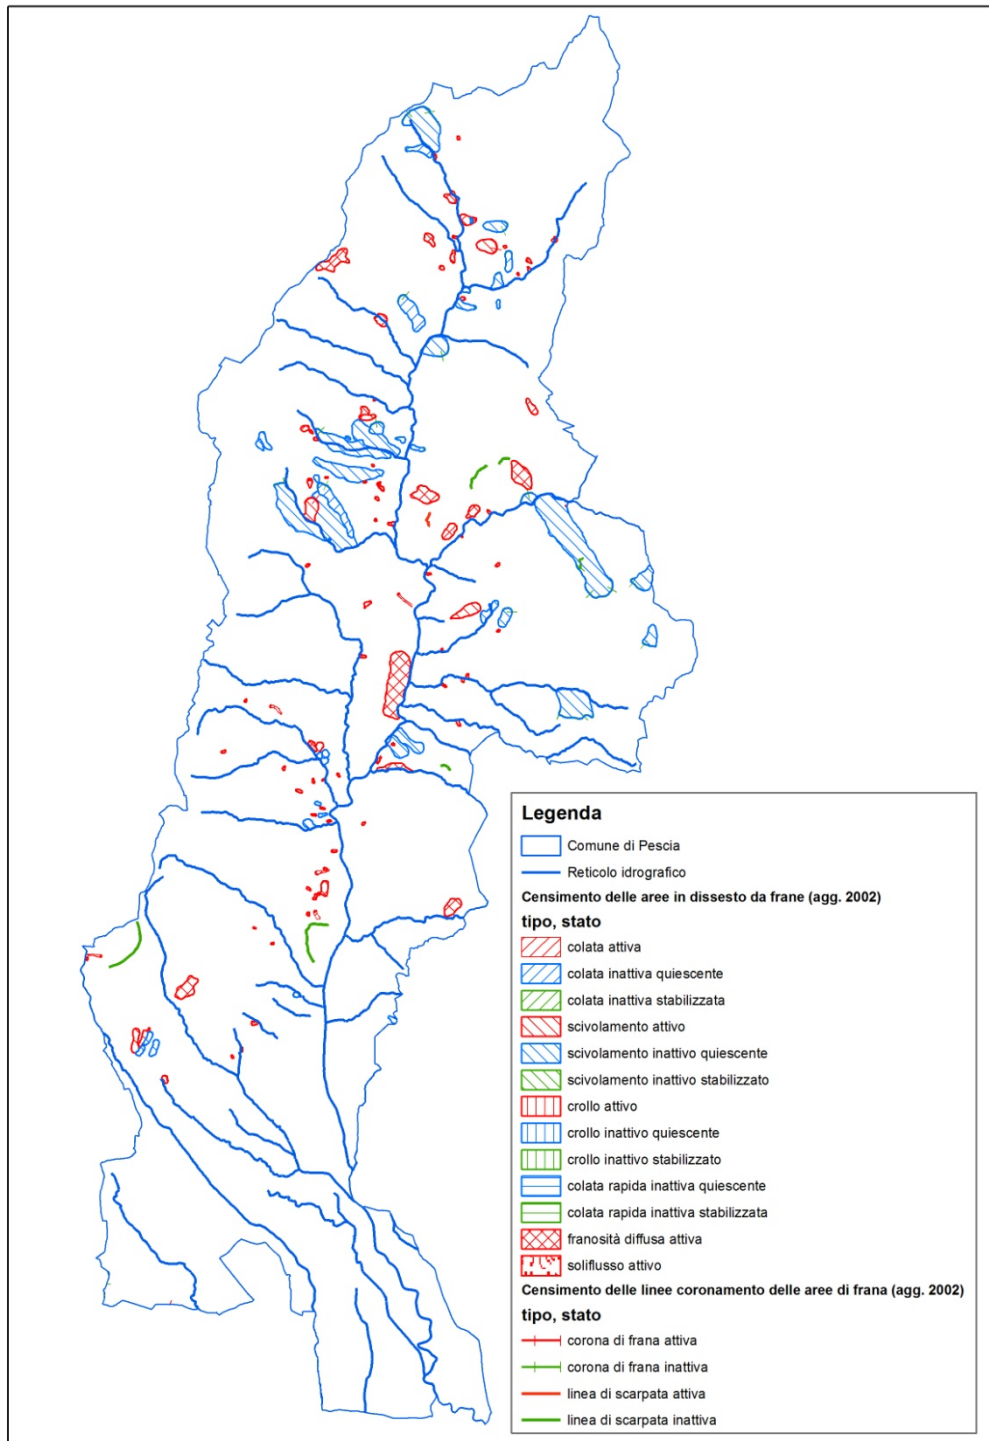 Legenda
Comune di Pescia
Reticolo idrografico
Censimento delle aree in dissesto da frane (agg. 2002)
tipo, stato
colata attiva
colata inattiva quiescente
colata inattiva stabilizzata
scivolamento attivo
scivolamento inattivo quiescente
scivolamento inattivo stabilizzato
crollo attivo
crollo inattivo quiescente
crollo inattivo stabilizzato
colata rapida inattiva quiescente
colata rapida inattiva stabilizzata
franosità diffusa attiva
soliflusso attivo
Censimento delle linee coronamento delle aree di frana (agg. 2002)
tipo, stato
corona di frana attiva
corona di frana inattiva
linea di scarpata attiva
linea di scarpata inattiva